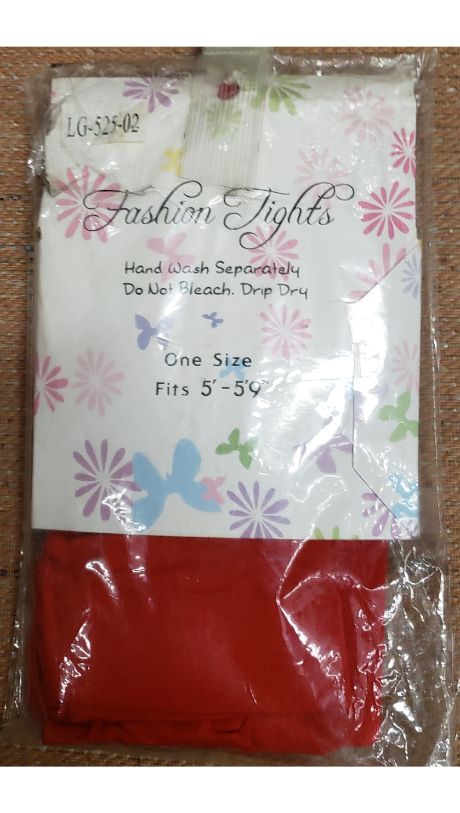 LG-525-02
Fashion Tights
Hand Wash Separately
Do Not Bleach. Drip Dry
One Size
Fits 5'-5'9"